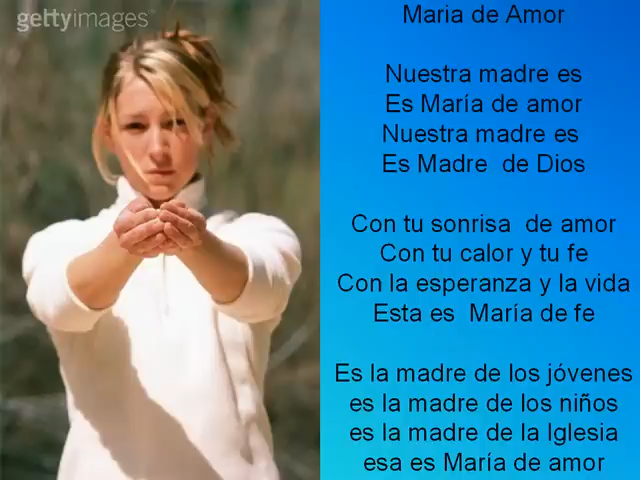 gettyimages
Maria de Amor
Nuestra madre es
Es María de amor
Nuestra madre es
Es Madre de Dios
Con tu sonrisa de amor
Con tu calor y tu fe
Con la esperanza y la vida
Esta es María de fe
Es la madre de los jóvenes
es la madre de los niños
es la madre de la Iglesia
esa es María de amor